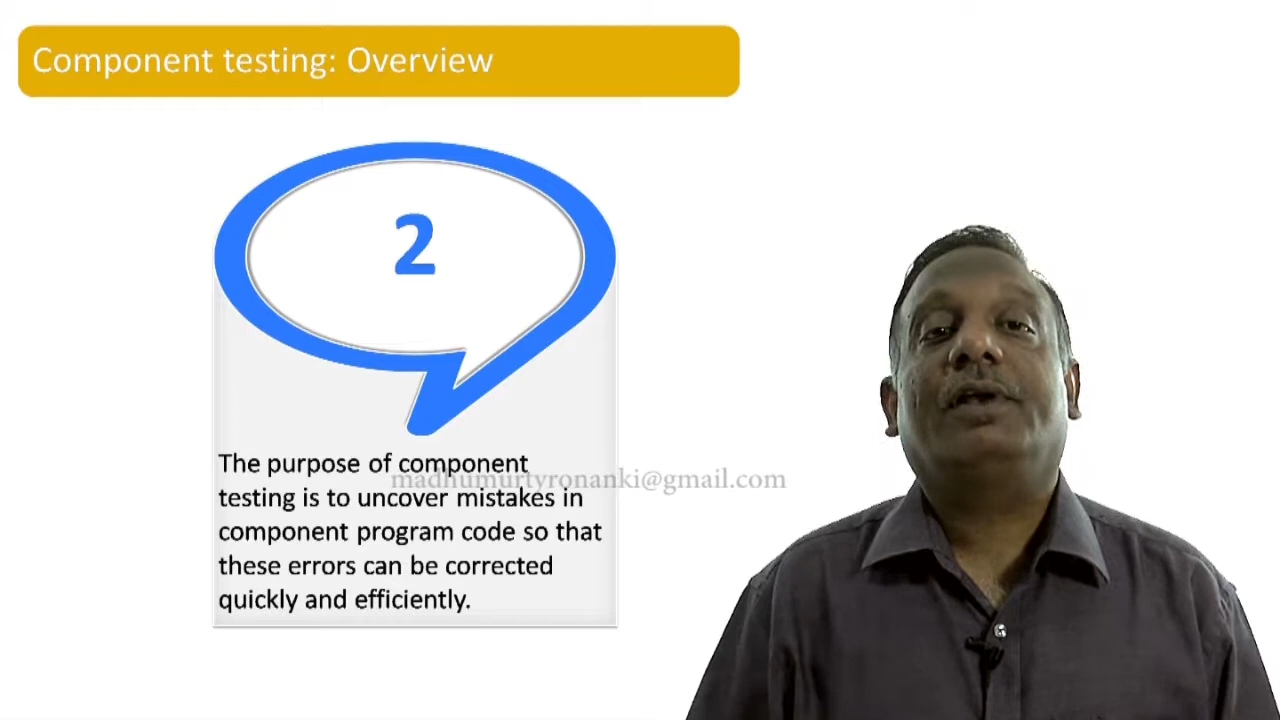 Component testing: Overview
2
The purpose of component
madhumurtyronanki@gmail.com
testing is to uncover mistakes in
component program code so that
these errors can be corrected
quickly and efficiently.